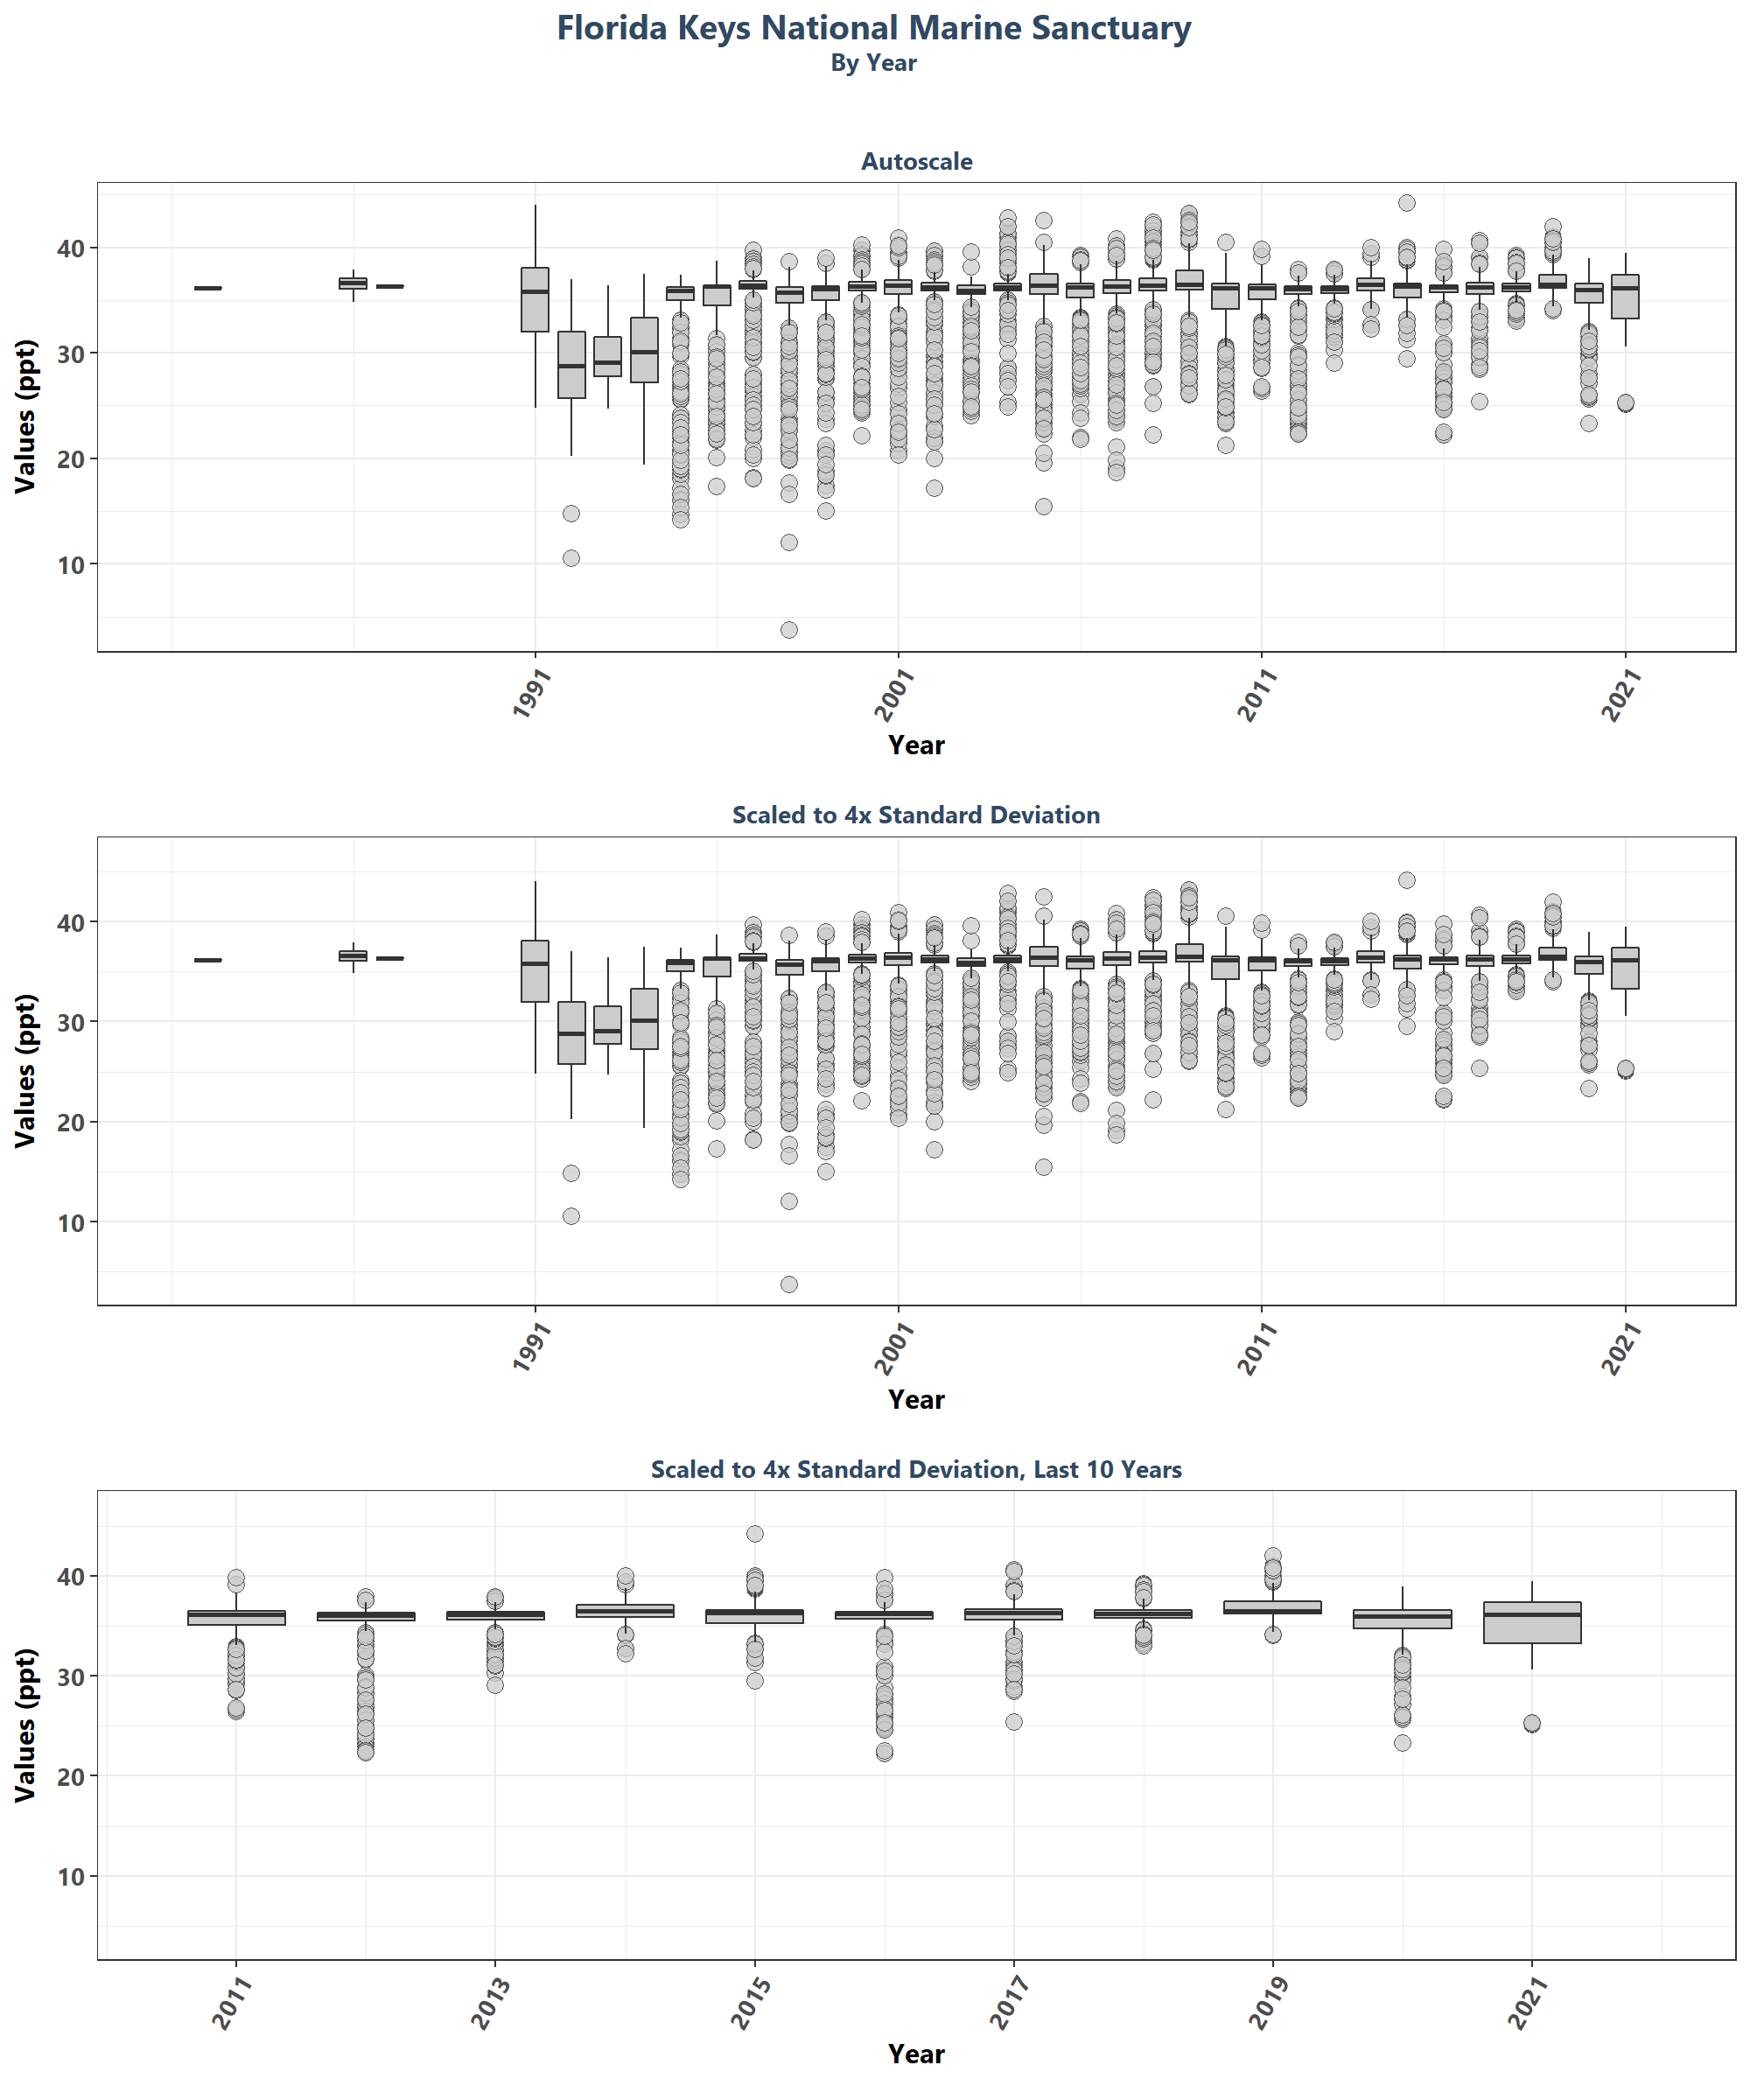 Florida Keys National Marine Sanctuary
By Year
Autoscale
Values (ppt)
40
30
20
10
1991
2001
2011
2021
Year
Scaled to 4x Standard Deviation
Values (ppt)
40
30
20
10
1991
2001
2011
2021
Year
Scaled to 4x Standard Deviation, Last 10 Years
Values (ppt)
40
30
20
10
2011
2013
2015
2017
2019
2021
Year